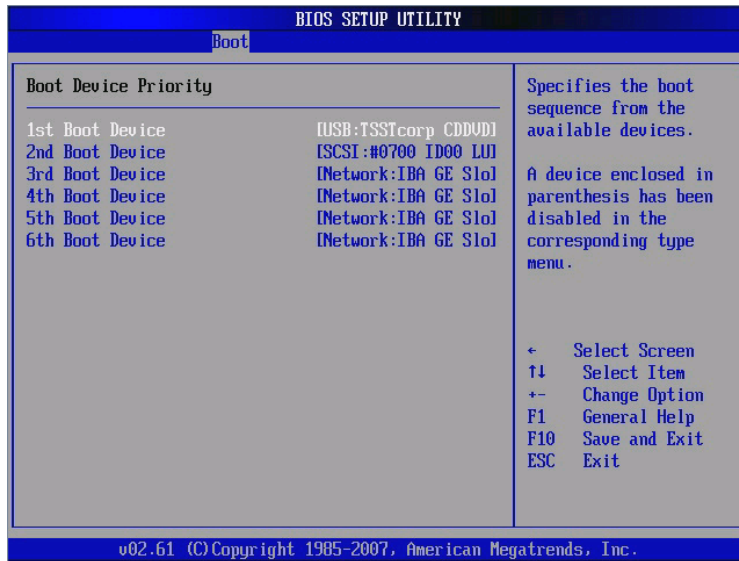 BIOS SETUP UTILITY
Boot
Boot Device Priority
1st Boot Device [USB:TSSTcorp CDDVD]
2nd Boot Device [SCSI:#0700 ID00 LU]
3rd Boot Device [Network:IBA GE Slo]
4th Boot Device [Network:IBA GE Slo]
5th Boot Device [Network:IBA GE Slo]
6th Boot Device [Network:IBA GE Slo]
Specifies the boot
sequence from the
available devices.
A device enclosed in
parenthesis has been
disabled in the
corresponding type
menu.
← Select Screen
↑↓ Select Item
+- Change Option
F1 General Help
F10 Save and Exit
ESC Exit
v02.61 (C)Copyright 1985-2007, American Megatrends, Inc.